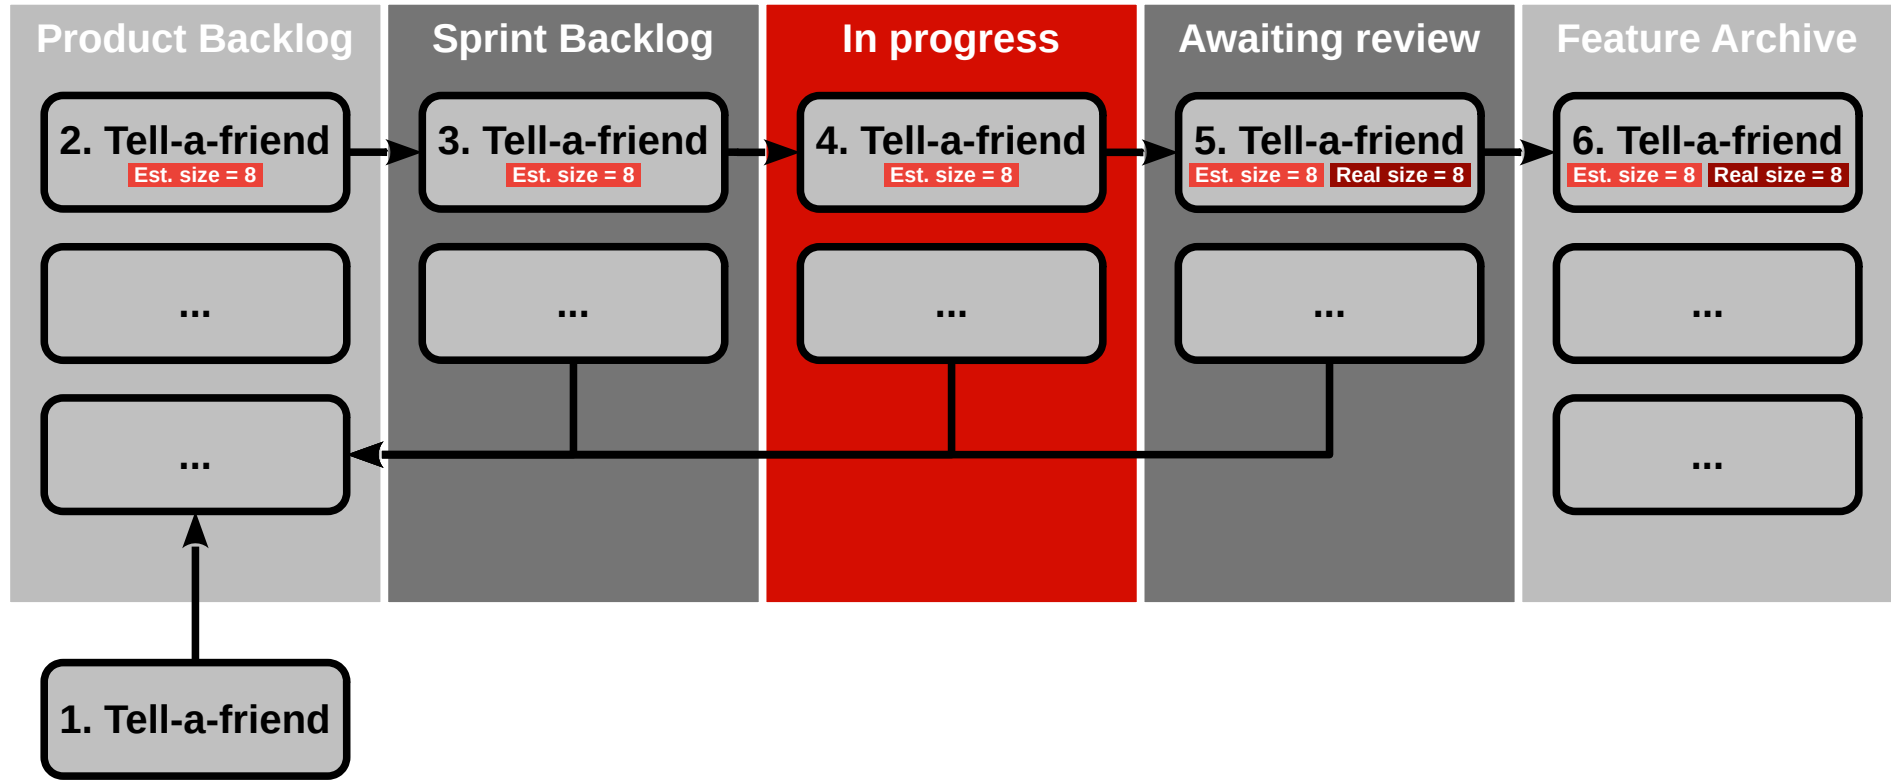 Product Backlog
Sprint Backlog
In progress
Awaiting review
Feature Archive
2. Tell-a-friend
Est. size = 8
3. Tell-a-friend
Est. size = 8
4. Tell-a-friend
Est. size = 8
5. Tell-a-friend
Est. size = 8 Real size = 8
6. Tell-a-friend
Est. size = 8 Real size = 8
...
...
...
...
...
...
...
1. Tell-a-friend